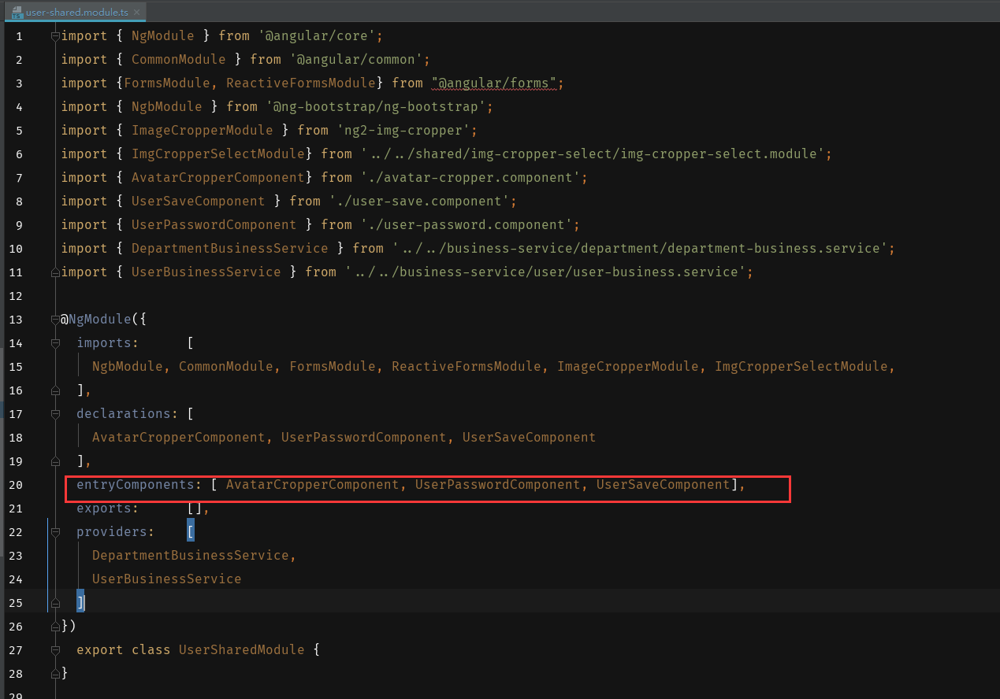 user-shared.module.ts
1 import { NgModule } from '@angular/core';
2 import { CommonModule } from '@angular/common';
3 import {FormsModule, ReactiveFormsModule} from "@angular/forms";
4 import { NgbModule } from '@ng-bootstrap/ng-bootstrap';
5 import { ImageCropperModule } from 'ng2-img-cropper';
6 import { ImgCropperSelectModule} from '../../shared/img-cropper-select/img-cropper-select.module';
7 import { AvatarCropperComponent} from './avatar-cropper.component';
8 import { UserSaveComponent } from './user-save.component';
9 import { UserPasswordComponent } from './user-password.component';
10 import { DepartmentBusinessService } from '../../business-service/department/department-business.service';
11 import { UserBusinessService } from '../../business-service/user/user-business.service';
12
13 @NgModule({
14 imports: [
15 NgbModule, CommonModule, FormsModule, ReactiveFormsModule, ImageCropperModule, ImgCropperSelectModule,
16 ],
17 declarations: [
18 AvatarCropperComponent, UserPasswordComponent, UserSaveComponent
19 ],
20 entryComponents: [ AvatarCropperComponent, UserPasswordComponent, UserSaveComponent],
21 exports: [],
22 providers: [
23 DepartmentBusinessService,
24 UserBusinessService
25 ]
26 })
27 export class UserSharedModule {
28 }
29